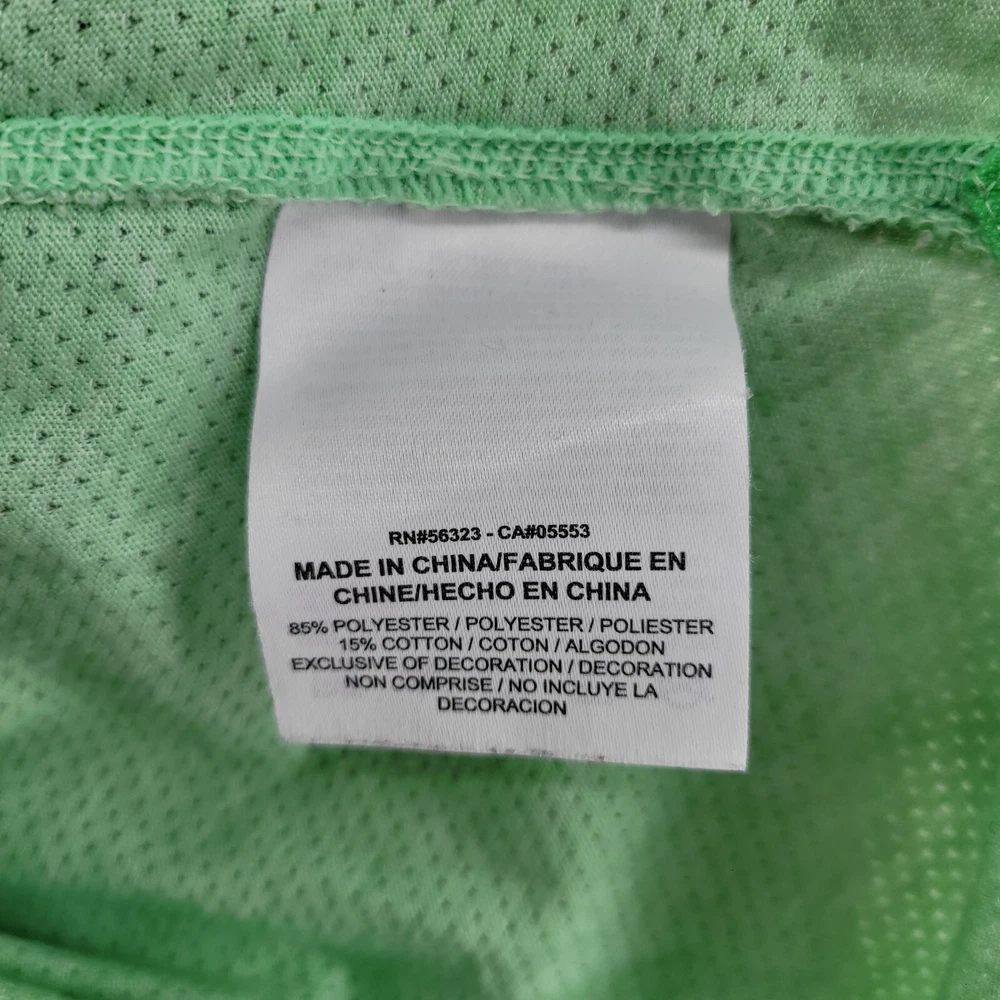 RN#56323 - CA#05553
MADE IN CHINA/FABRIQUE EN
CHINE/HECHO EN CHINA
85% POLYESTER / POLYESTER / POLIESTER
15% COTTON / COTON / ALGODON
EXCLUSIVE OF DECORATION / DECORATION
NON COMPRISE / NO INCLUYE LA
DECORACION